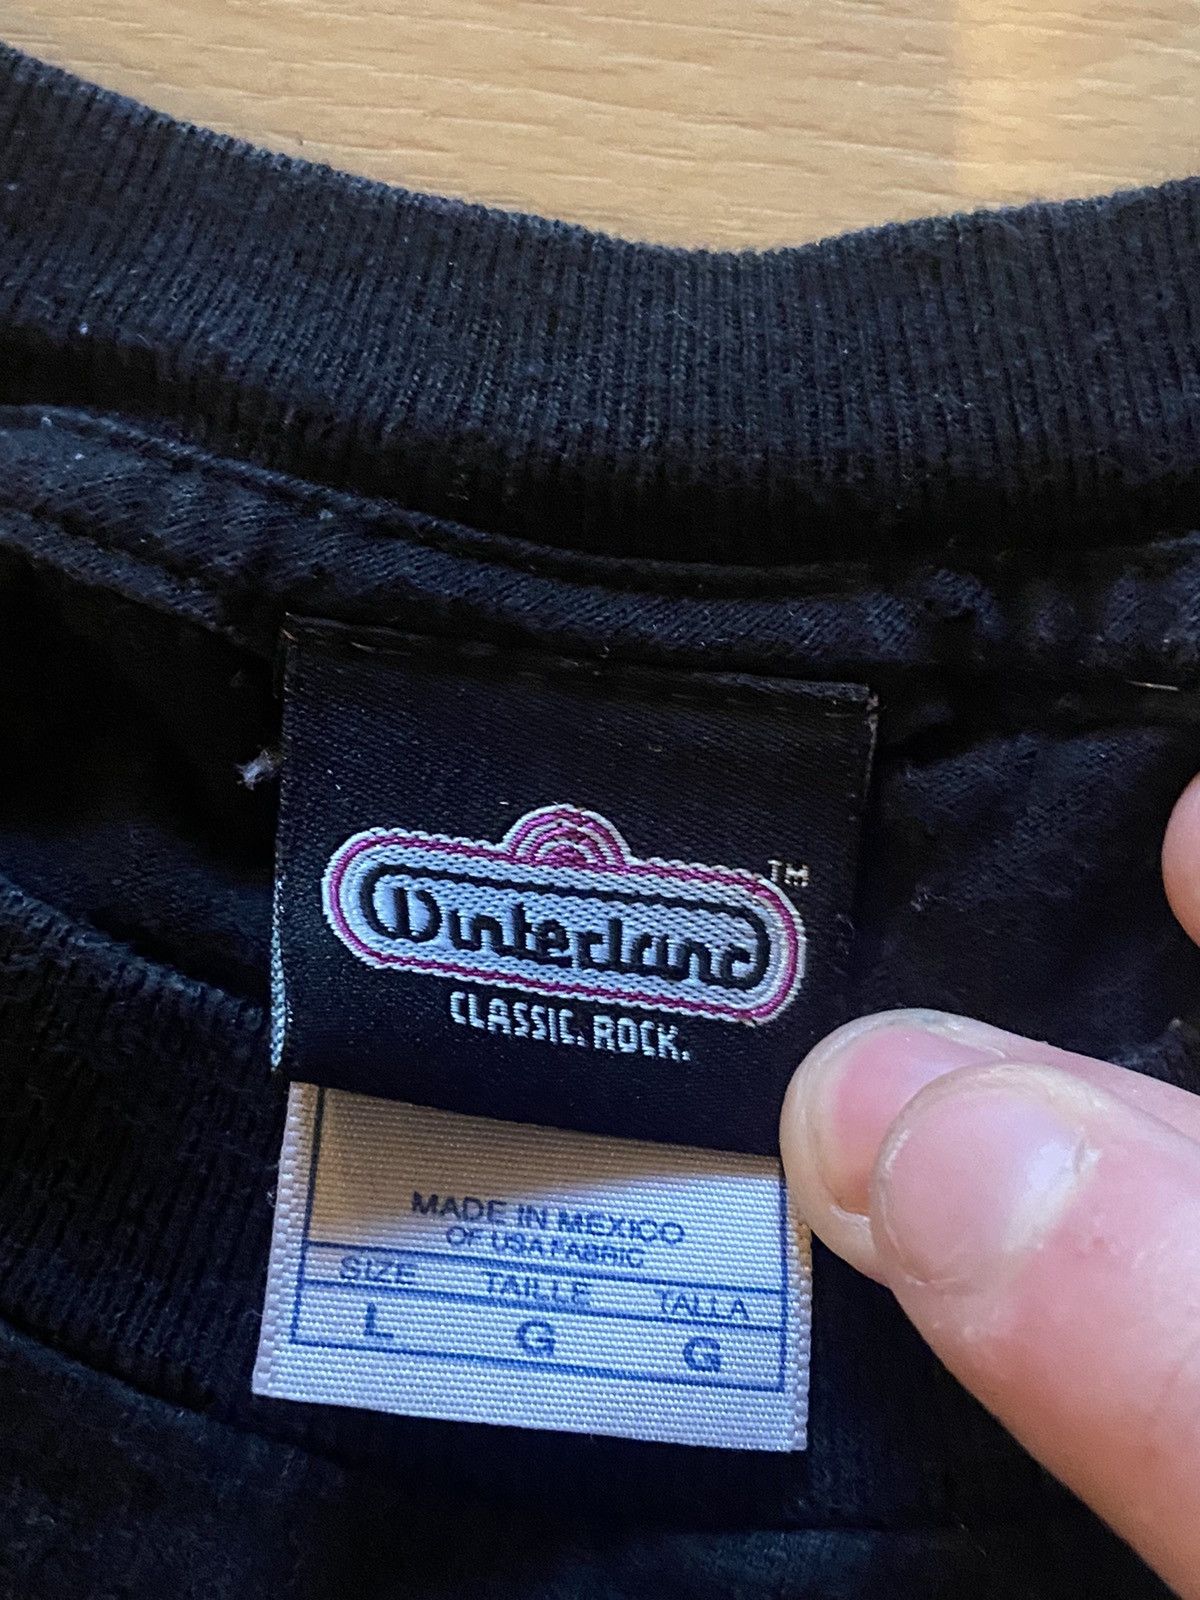 Winterland TM
CLASSIC. ROCK.
MADE IN MEXICO
OF USA FABRIC
SIZE TAILLE TALLA
L G G